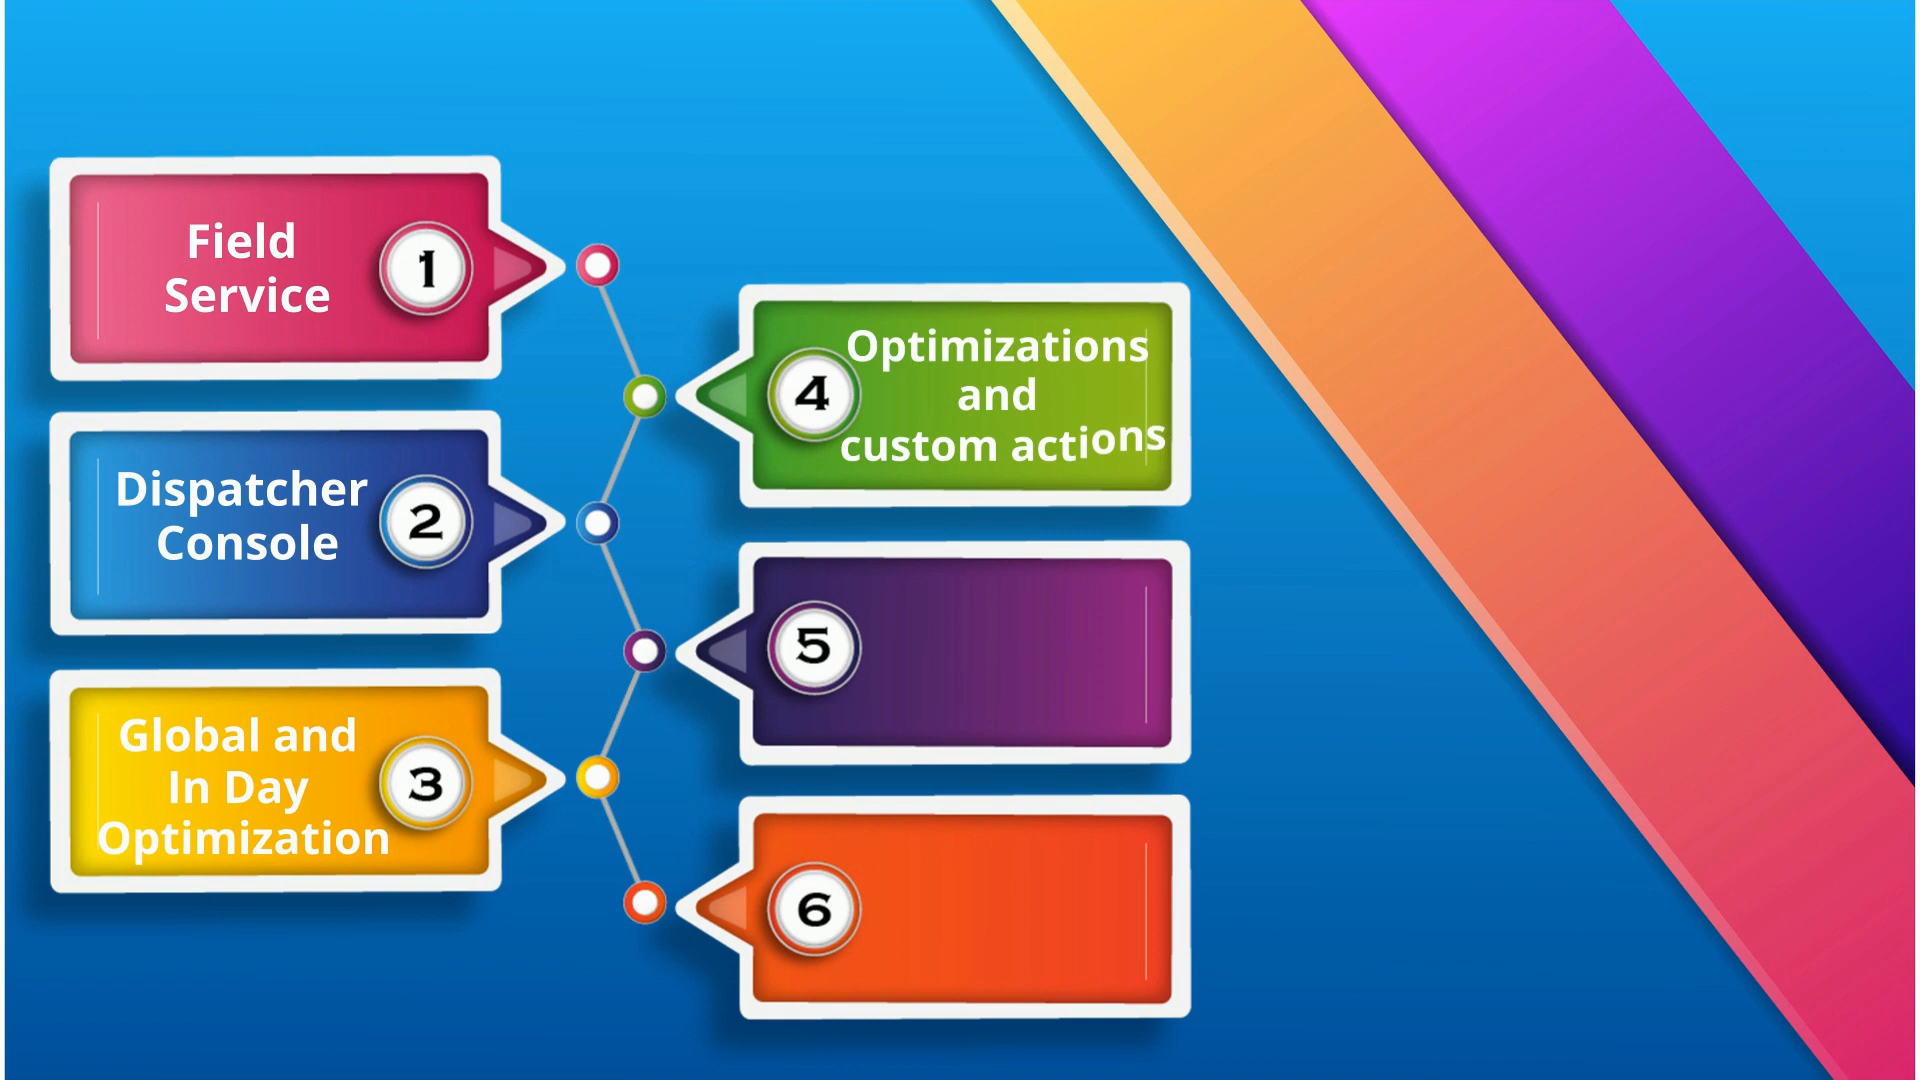 Field
Service
1
Dispatcher
Console
2
Global and
In Day
Optimization
3
Optimizations
and
custom actions
4
5
6